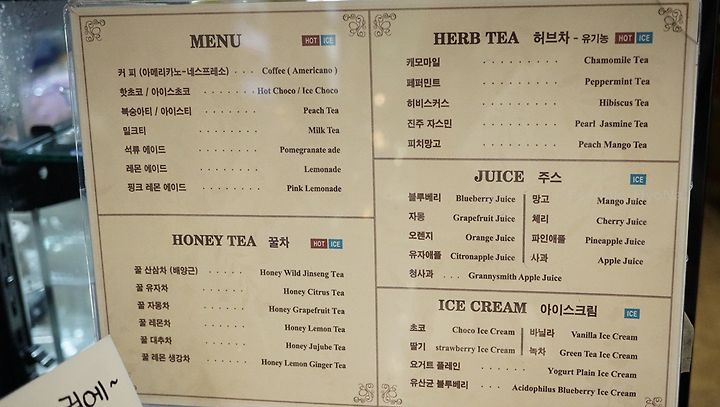 MENU HOT ICE
커 피 (아메리카노-네스프레소) · · · Coffee ( Americano )
핫초코 / 아이스초코 · · · · · · · Hot Choco / Ice Choco
복숭아티 / 아이스티 · · · · · · · Peach Tea
밀크티 · · · · · · · · Milk Tea
석류 에이드 · · · · · · · · Pomegranate ade
레몬 에이드 · · · · · · · · Lemonade
핑크 레몬 에이드 · · · · · · · · Pink Lemonade
HONEY TEA 꿀차 HOT ICE
꿀 산삼차 (배양근) · · · · · Honey Wild Jinseng Tea
꿀 유자차 · · · · · · Honey Citrus Tea
꿀 자몽차 · · · · · · Honey Grapefruit Tea
꿀 레몬차 · · · · · · Honey Lemon Tea
꿀 대추차 · · · · · · Honey Jujube Tea
꿀 레몬 생강차 · · · · · · Honey Lemon Ginger Tea
HERB TEA 허브차 - 유기농 HOT ICE
케모마일 · · · · · · · · · Chamomile Tea
페퍼민트 · · · · · · · · · Peppermint Tea
허비스커스 · · · · · · · · · Hibiscus Tea
진주 자스민 · · · · · · · · · Pearl Jasmine Tea
피치망고 · · · · · · · · · Peach Mango Tea
JUICE 주스 ICE
블루베리 Blueberry Juice 망고 Mango Juice
자몽 Grapefruit Juice 체리 Cherry Juice
오렌지 Orange Juice 파인애플 Pineapple Juice
유자애플 Citronapple Juice 사과 Apple Juice
청사과 · · · Grannysmith Apple Juice
ICE CREAM 아이스크림 ICE
초코 Choco Ice Cream 바닐라 Vanilla Ice Cream
딸기 strawberry Ice Cream 녹차 Green Tea Ice Cream
요거트 플레인 · · · · · · Yogurt Plain Ice Cream
유산균 블루베리 · · · Acidophilus Blueberry Ice Cream